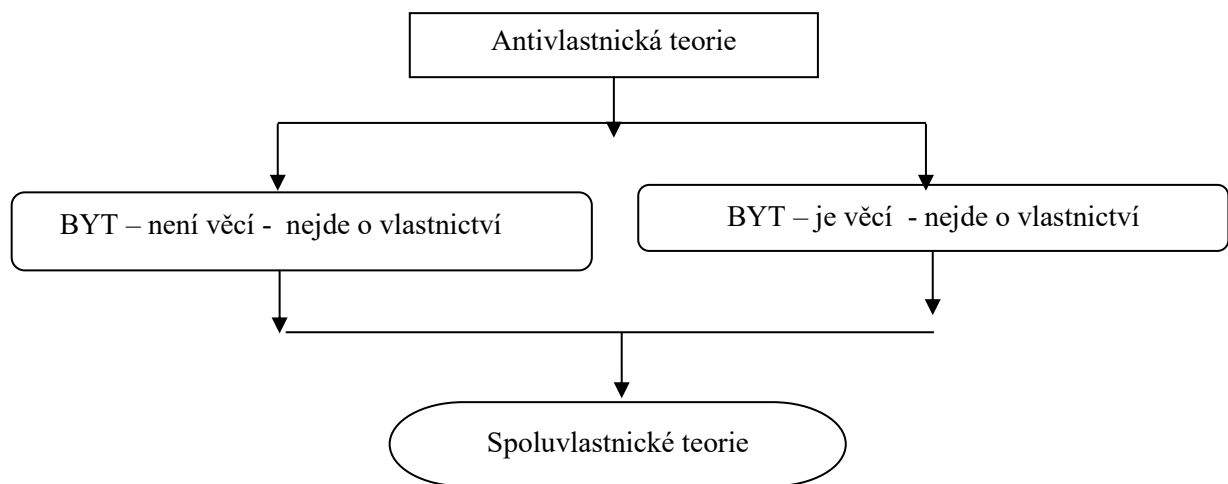 Antivlastnická teorie
BYT – není věcí - nejde o vlastnictví
BYT – je věcí - nejde o vlastnictví
Spoluvlastnické teorie